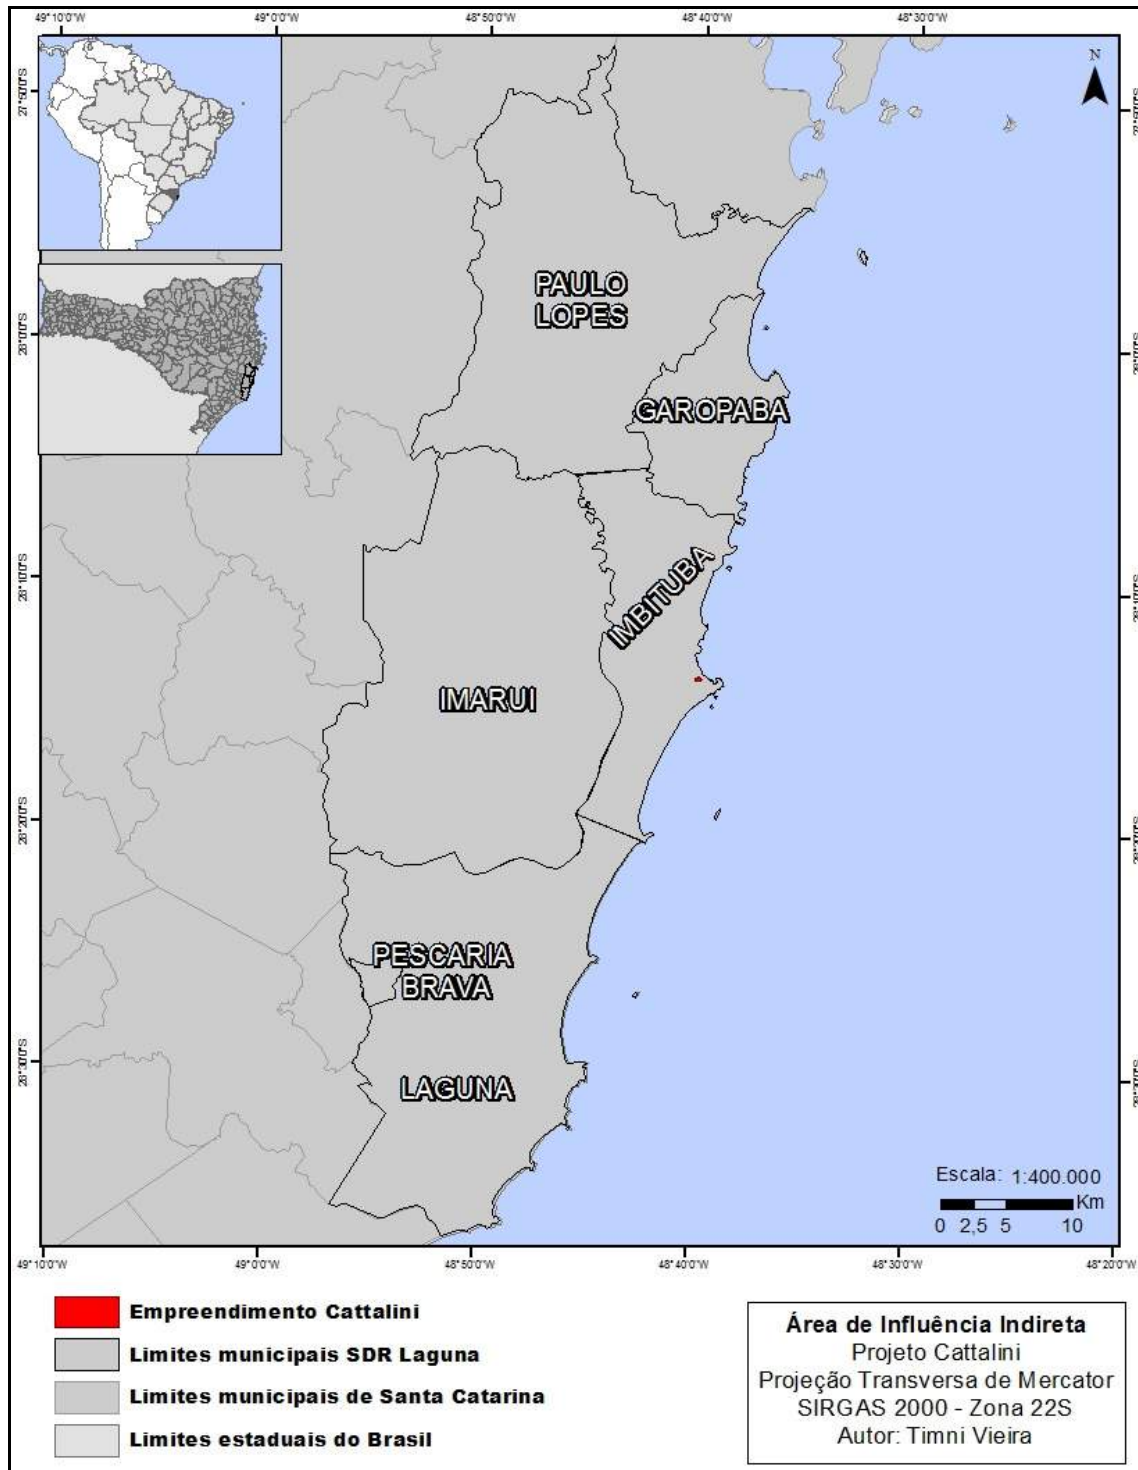 49°10'0"W
49°0'0"W
48°50'0"W
48°40'0"W
48°30'0"W
N
PAULO
LOPES
GAROPABA
IMBITUBA
IMARUI
PESCARIA
BRAVA
LAGUNA
28°0'0"S
28°10'0"S
28°20'0"S
28°30'0"S
Escala: 1:400.000
Km
0 2,5 5 10
49°10'0"W
49°0'0"W
48°50'0"W
48°40'0"W
48°30'0"W
48°20'0"W
Empreendimento Cattalini
Limites municipais SDR Laguna
Limites municipais de Santa Catarina
Limites estaduais do Brasil
Área de Influência Indireta
Projeto Cattalini
Projeção Transversa de Mercator
SIRGAS 2000 - Zona 22S
Autor: Timni Vieira